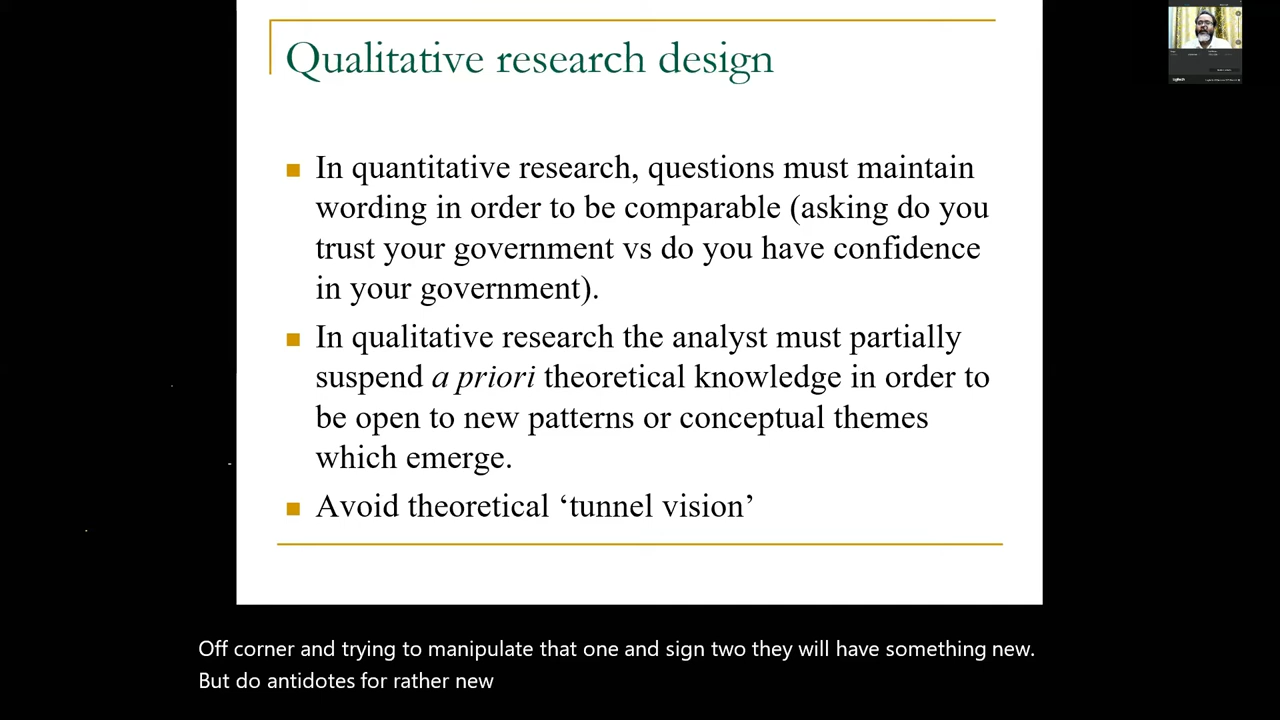 Qualitative research design
In quantitative research, questions must maintain
wording in order to be comparable (asking do you
trust your government vs do you have confidence
in your government).
In qualitative research the analyst must partially
suspend a priori theoretical knowledge in order to
be open to new patterns or conceptual themes
which emerge.
Avoid theoretical ‘tunnel vision’
Off corner and trying to manipulate that one and sign two they will have something new.
But do antidotes for rather new